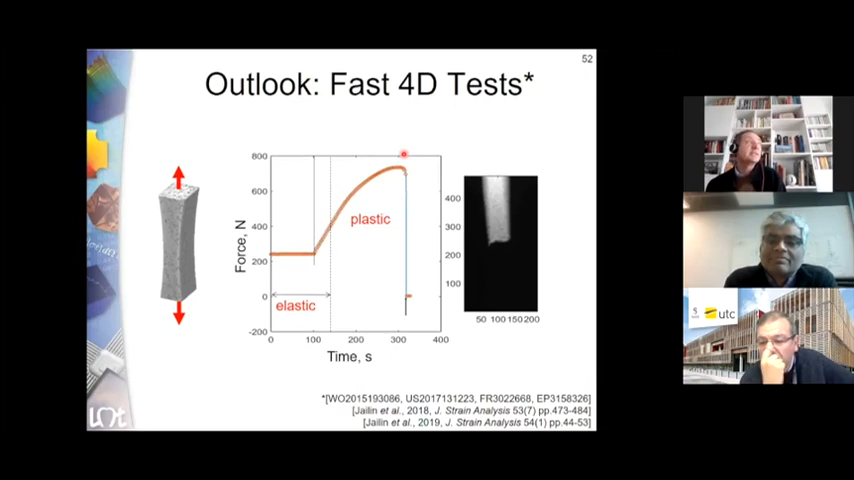 52
Outlook: Fast 4D Tests*
800
600
400
200
0
-200
Force, N
plastic
elastic
0 100 200 300 400
Time, s
400
300
200
100
50 100 150 200
*[WO2015193086, US2017131223, FR3022668, EP3158326]
[Jailin et al., 2018, J. Strain Analysis 53(7) pp.473-484]
[Jailin et al., 2019, J. Strain Analysis 54(1) pp.44-53]
utc